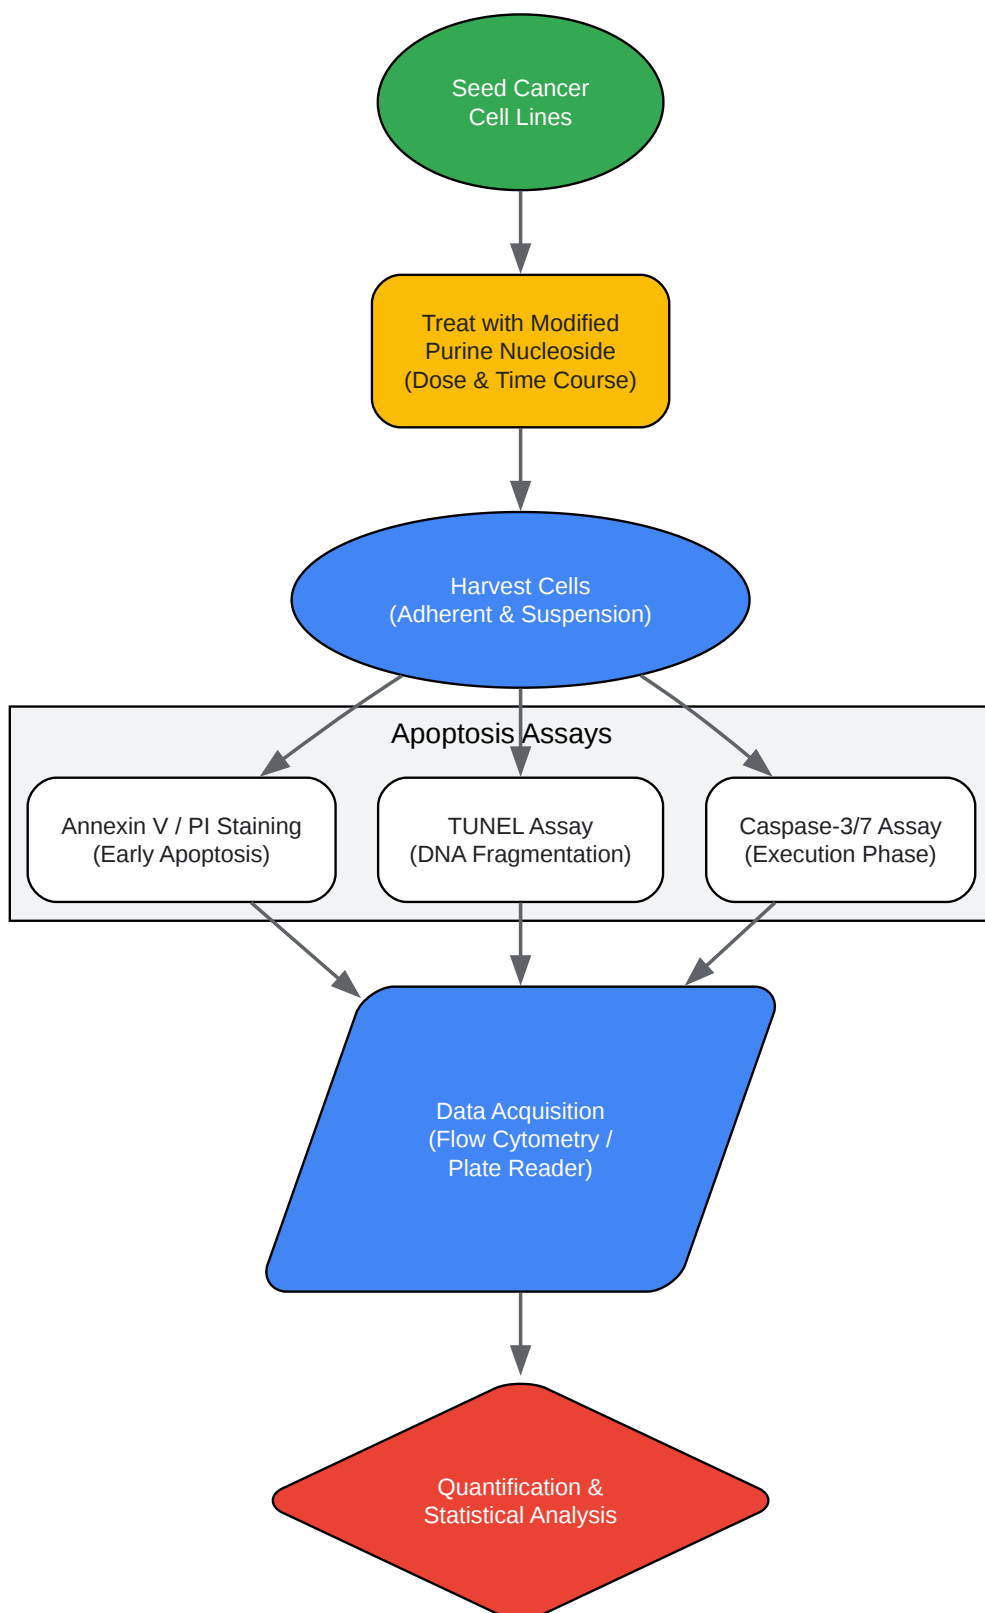 Seed Cancer
Cell Lines
Treat with Modified
Purine Nucleoside
(Dose & Time Course)
Harvest Cells
(Adherent & Suspension)
Apoptosis Assays
Annexin V / PI Staining
(Early Apoptosis)
TUNEL Assay
(DNA Fragmentation)
Caspase-3/7 Assay
(Execution Phase)
Data Acquisition
(Flow Cytometry /
Plate Reader)
Quantification &
Statistical Analysis